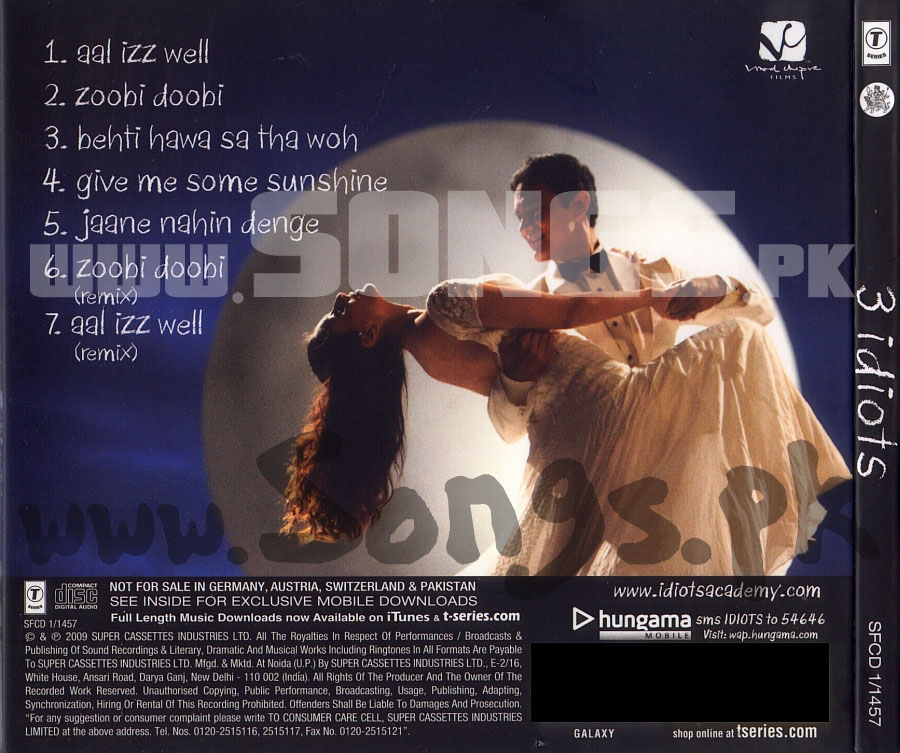 1. aal izz well
2. zoobi doobi
3. behti hawa sa tha woh
4. give me some sunshine
5. jaane nahin denge
6. zoobi doobi
(remix)
7. aal izz well
(remix)
vinod chopra
FILMS
www.SONGS.PK
www.Songs.pk
T
SERIES
COMPACT
disc
DIGITAL AUDIO
NOT FOR SALE IN GERMANY, AUSTRIA, SWITZERLAND & PAKISTAN
SEE INSIDE FOR EXCLUSIVE MOBILE DOWNLOADS
Full Length Music Downloads now Available on iTunes & t-series.com
SFCD 1/1457
© & ℗ 2009 SUPER CASSETTES INDUSTRIES LTD. All The Royalties In Respect Of Performances / Broadcasts &
Publishing Of Sound Recordings & Literary, Dramatic And Musical Works Including Ringtones In All Formats Are Payable
To SUPER CASSETTES INDUSTRIES LTD. Mfgd. & Mktd. At Noida (U.P.) By SUPER CASSETTES INDUSTRIES LTD., E-2/16,
White House, Ansari Road, Darya Ganj, New Delhi - 110 002 (India). All Rights Of The Producer And The Owner Of The
Recorded Work Reserved. Unauthorised Copying, Public Performance, Broadcasting, Usage, Publishing, Adapting,
Synchronization, Hiring Or Rental Of This Recording Prohibited. Offenders Shall Be Liable To Damages And Prosecution.
"For any suggestion or consumer complaint please write TO CONSUMER CARE CELL, SUPER CASSETTES INDUSTRIES
LIMITED at the above address. Tel. Nos. 0120-2515116, 2515117, Fax No. 0120-2515121".
www.idiotsacademy.com
hungama
MOBILE
sms IDIOTS to 54646
Visit: wap.hungama.com
GALAXY
shop online at tseries.com
T
SERIES
3 idiots
SFCD 1/1457